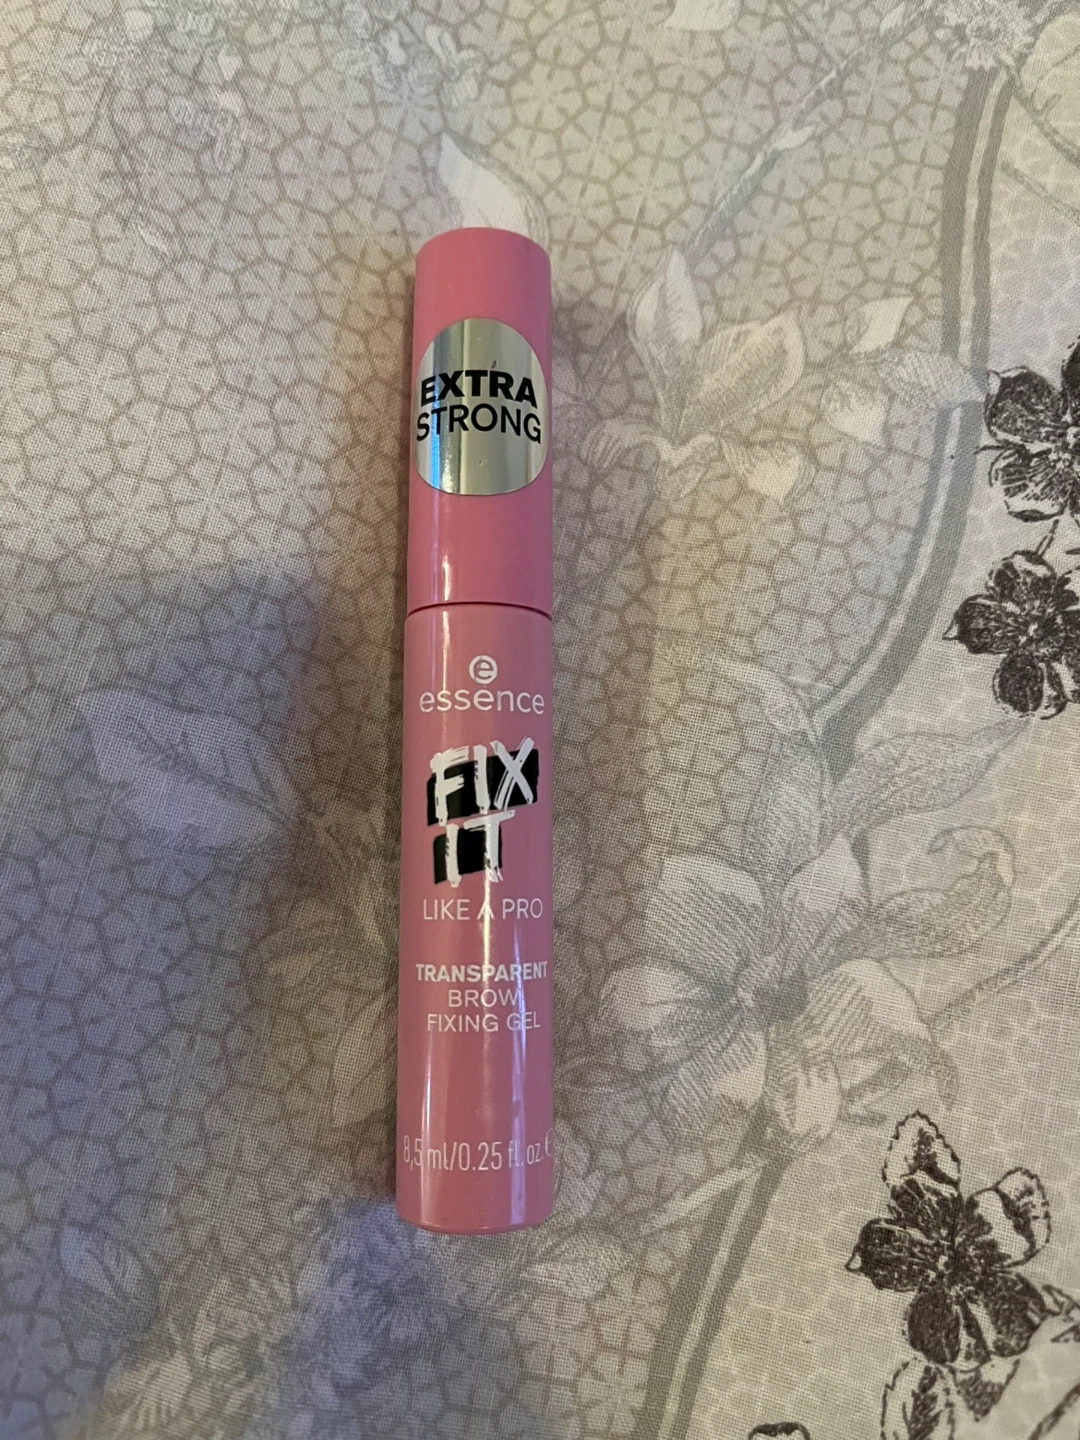 EXTRA
STRONG
e
essence
FIX
IT
LIKE A PRO
TRANSPARENT
BROW
FIXING GEL
8,5 ml/0.25 fl. oz. e